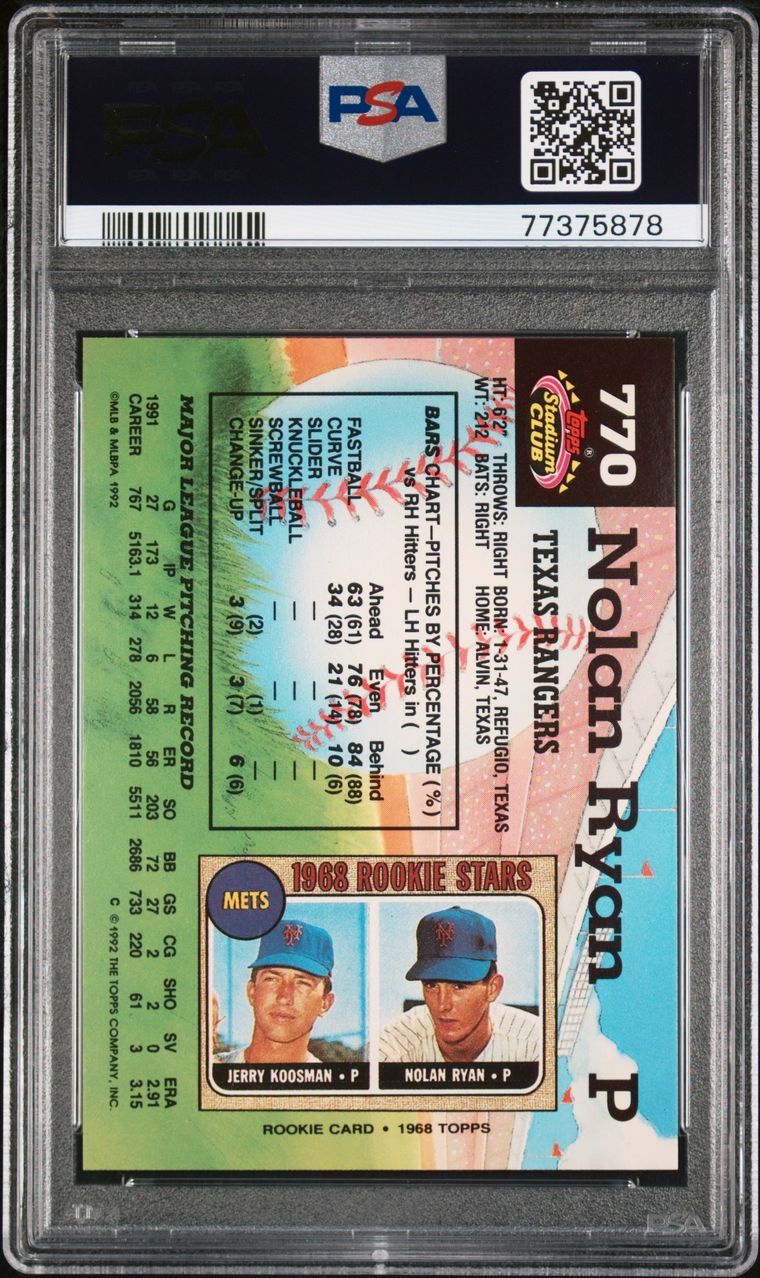 PSA
77375878
770
Topps®
Stadium
CLUB
Nolan Ryan P
TEXAS RANGERS
HT: 6'2" THROWS: RIGHT BORN: 1-31-47, REFUGIO, TEXAS
WT: 212 BATS: RIGHT HOME: ALVIN, TEXAS
BARS CHART—PITCHES BY PERCENTAGE (%)
vs RH Hitters – LH Hitters in ( )
Ahead Even Behind
FASTBALL 63 (61) 76 (78) 84 (88)
CURVE 34 (28) 21 (14) 10 (6)
SLIDER — — —
KNUCKLEBALL — — —
SCREWBALL — — —
SINKER/SPLIT (2) (1) —
CHANGE-UP 3 (9) 3 (7) 6 (6)
1968 ROOKIE STARS
METS
NY
NY
JERRY KOOSMAN • P
NOLAN RYAN • P
ROOKIE CARD • 1968 TOPPS
MAJOR LEAGUE PITCHING RECORD
G IP W L R ER SO BB GS CG SHO SV ERA
1991 27 173 12 6 58 56 203 72 27 2 2 0 2.91
CAREER 767 5163.1 314 278 2056 1810 5511 2686 733 220 61 3 3.15
©MLB & MLBPA 1992
C ©1992 THE TOPPS COMPANY, INC.
PSA